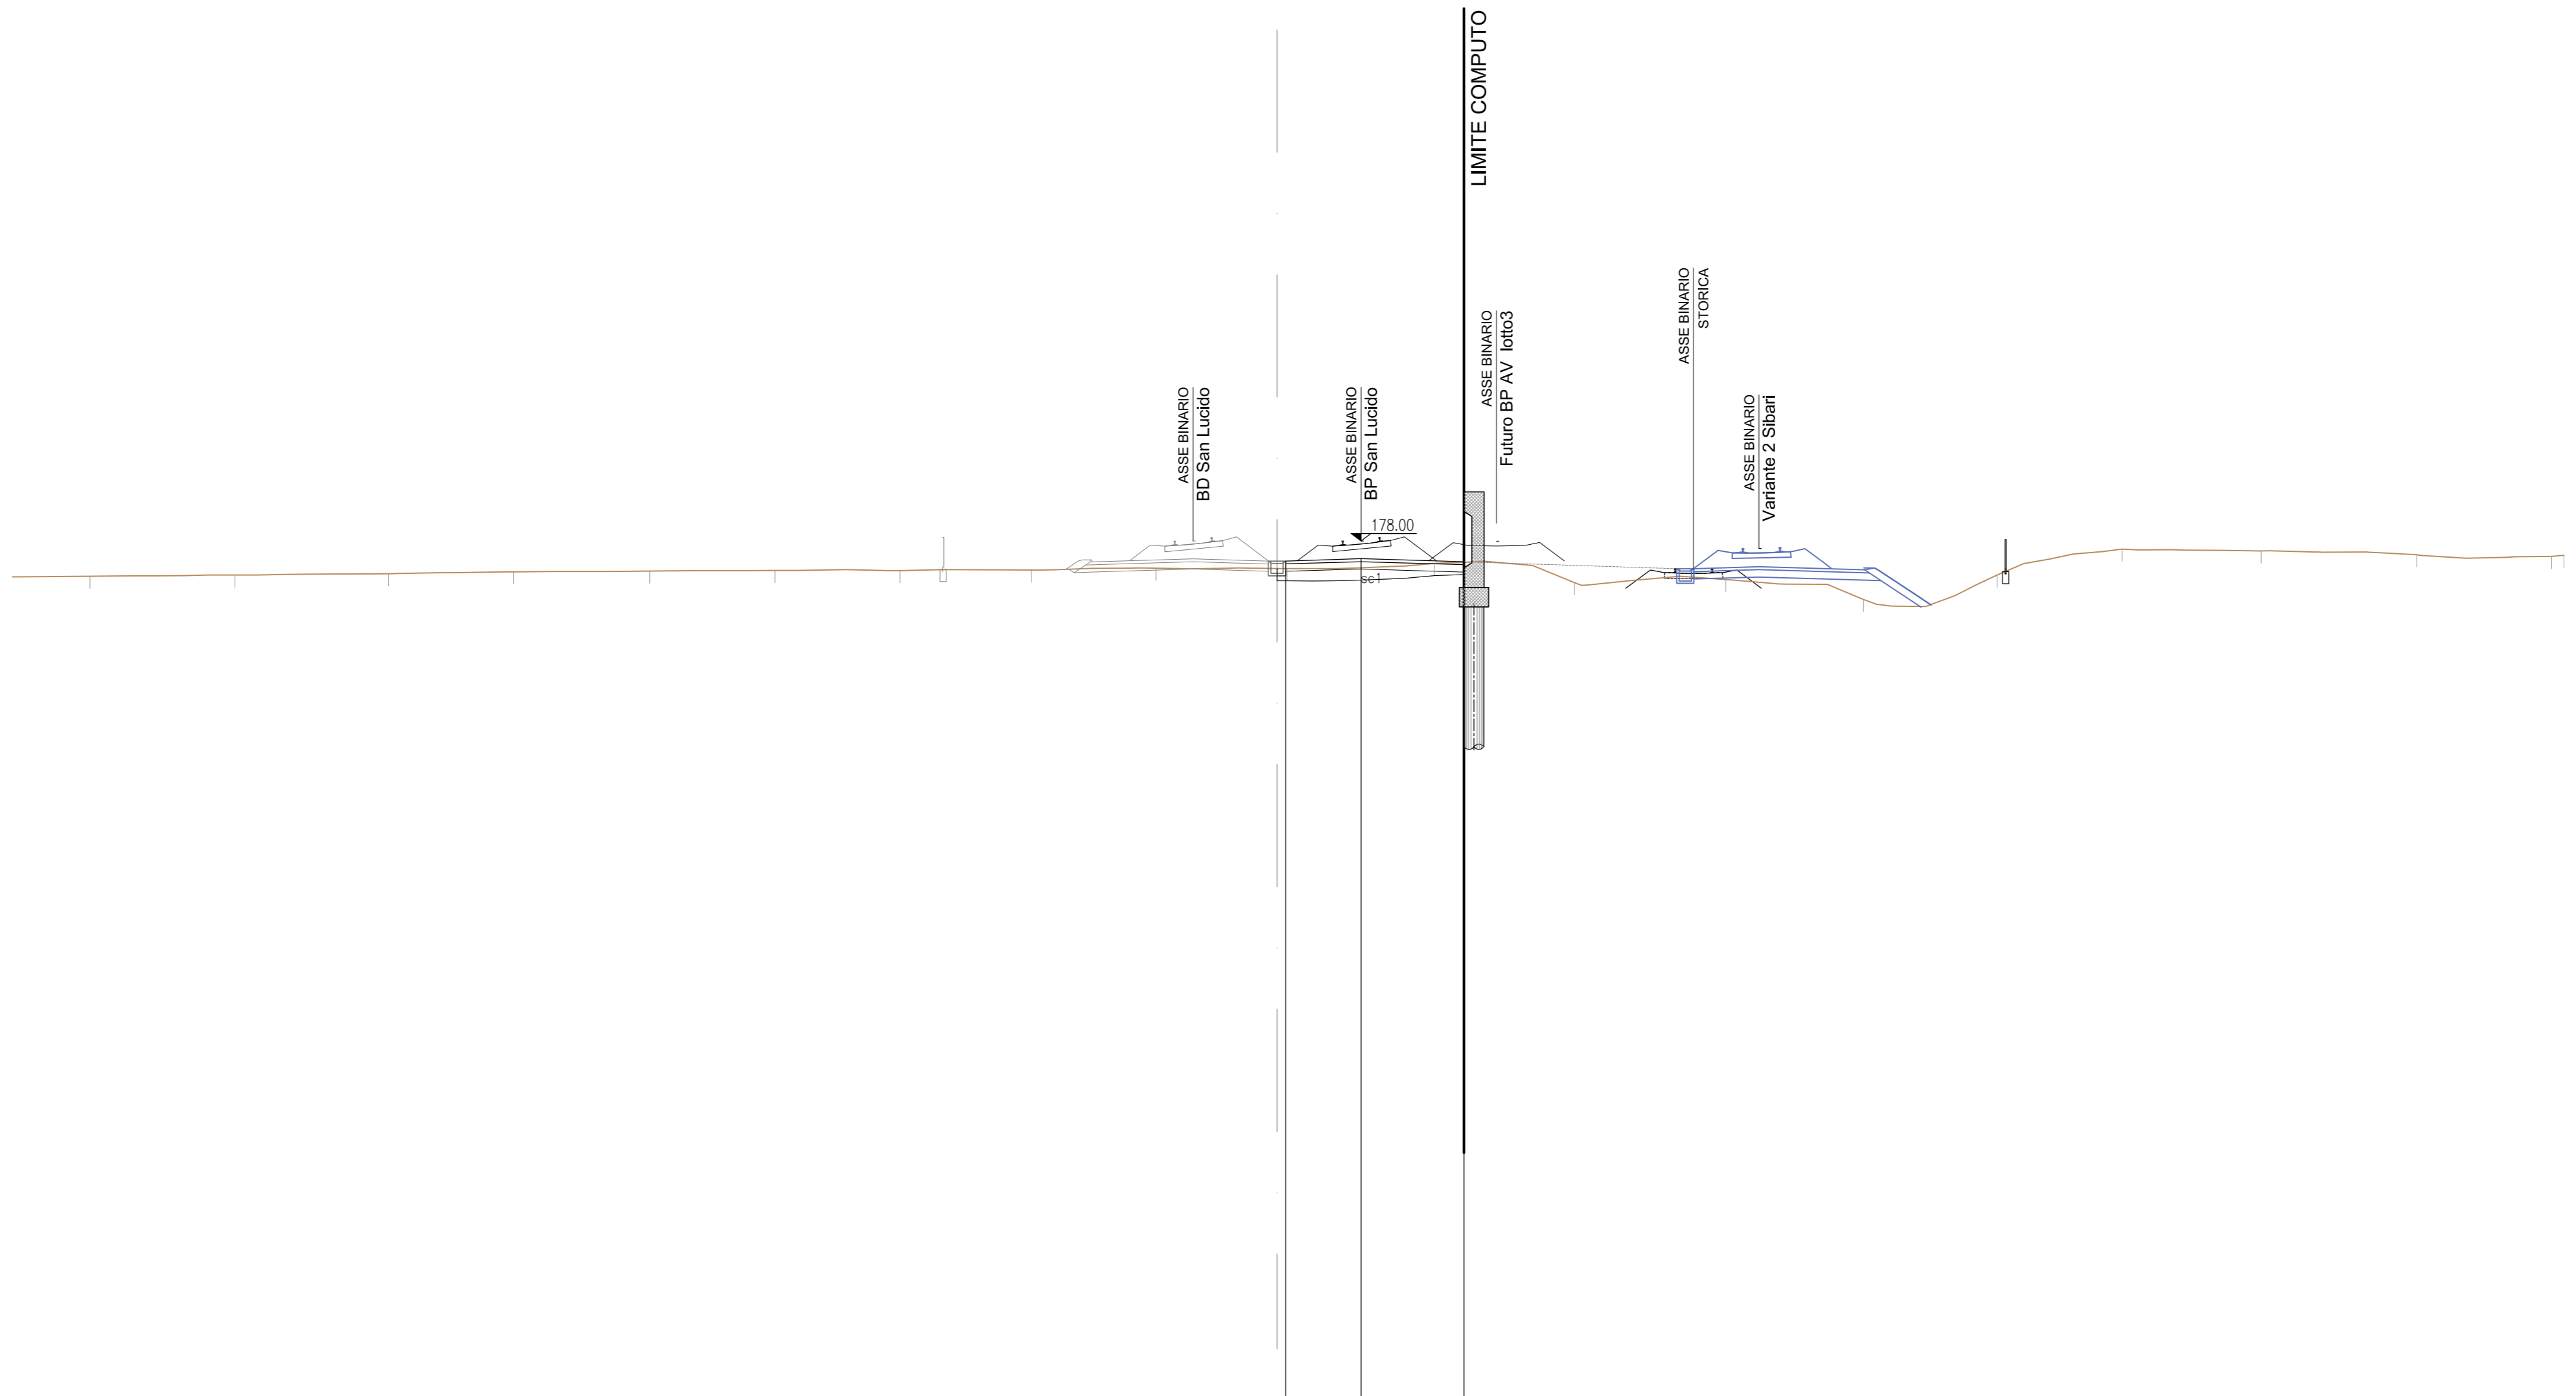 LIMITE COMPUTO
ASSE BINARIO
BD San Lucido
ASSE BINARIO
BP San Lucido
178.00
sc1
ASSE BINARIO
Futuro BP AV lotto3
ASSE BINARIO
STORICA
ASSE BINARIO
Variante 2 Sibari